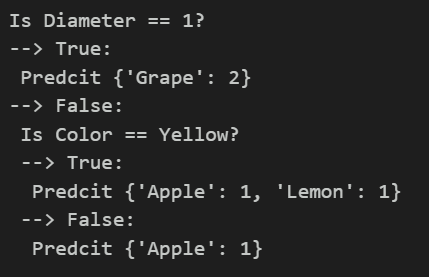 Is Diameter == 1?
--> True:
 Predcit {'Grape': 2}
--> False:
 Is Color == Yellow?
 --> True:
  Predcit {'Apple': 1, 'Lemon': 1}
 --> False:
  Predcit {'Apple': 1}